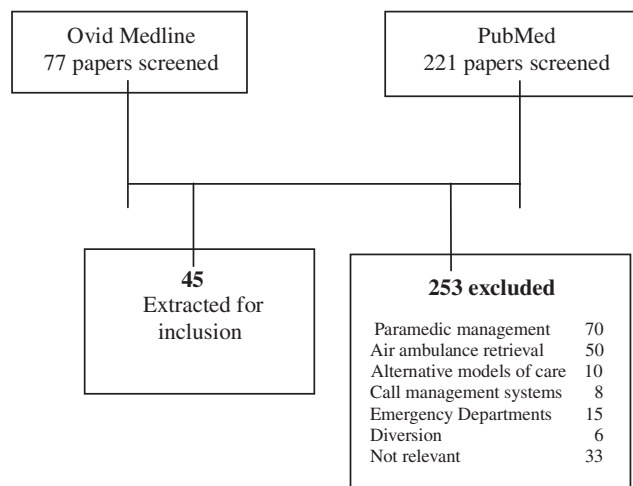 Ovid Medline
77 papers screened
PubMed
221 papers screened
45
Extracted for
inclusion
253 excluded
Paramedic management 70
Air ambulance retrieval 50
Alternative models of care 10
Call management systems 8
Emergency Departments 15
Diversion 6
Not relevant 33